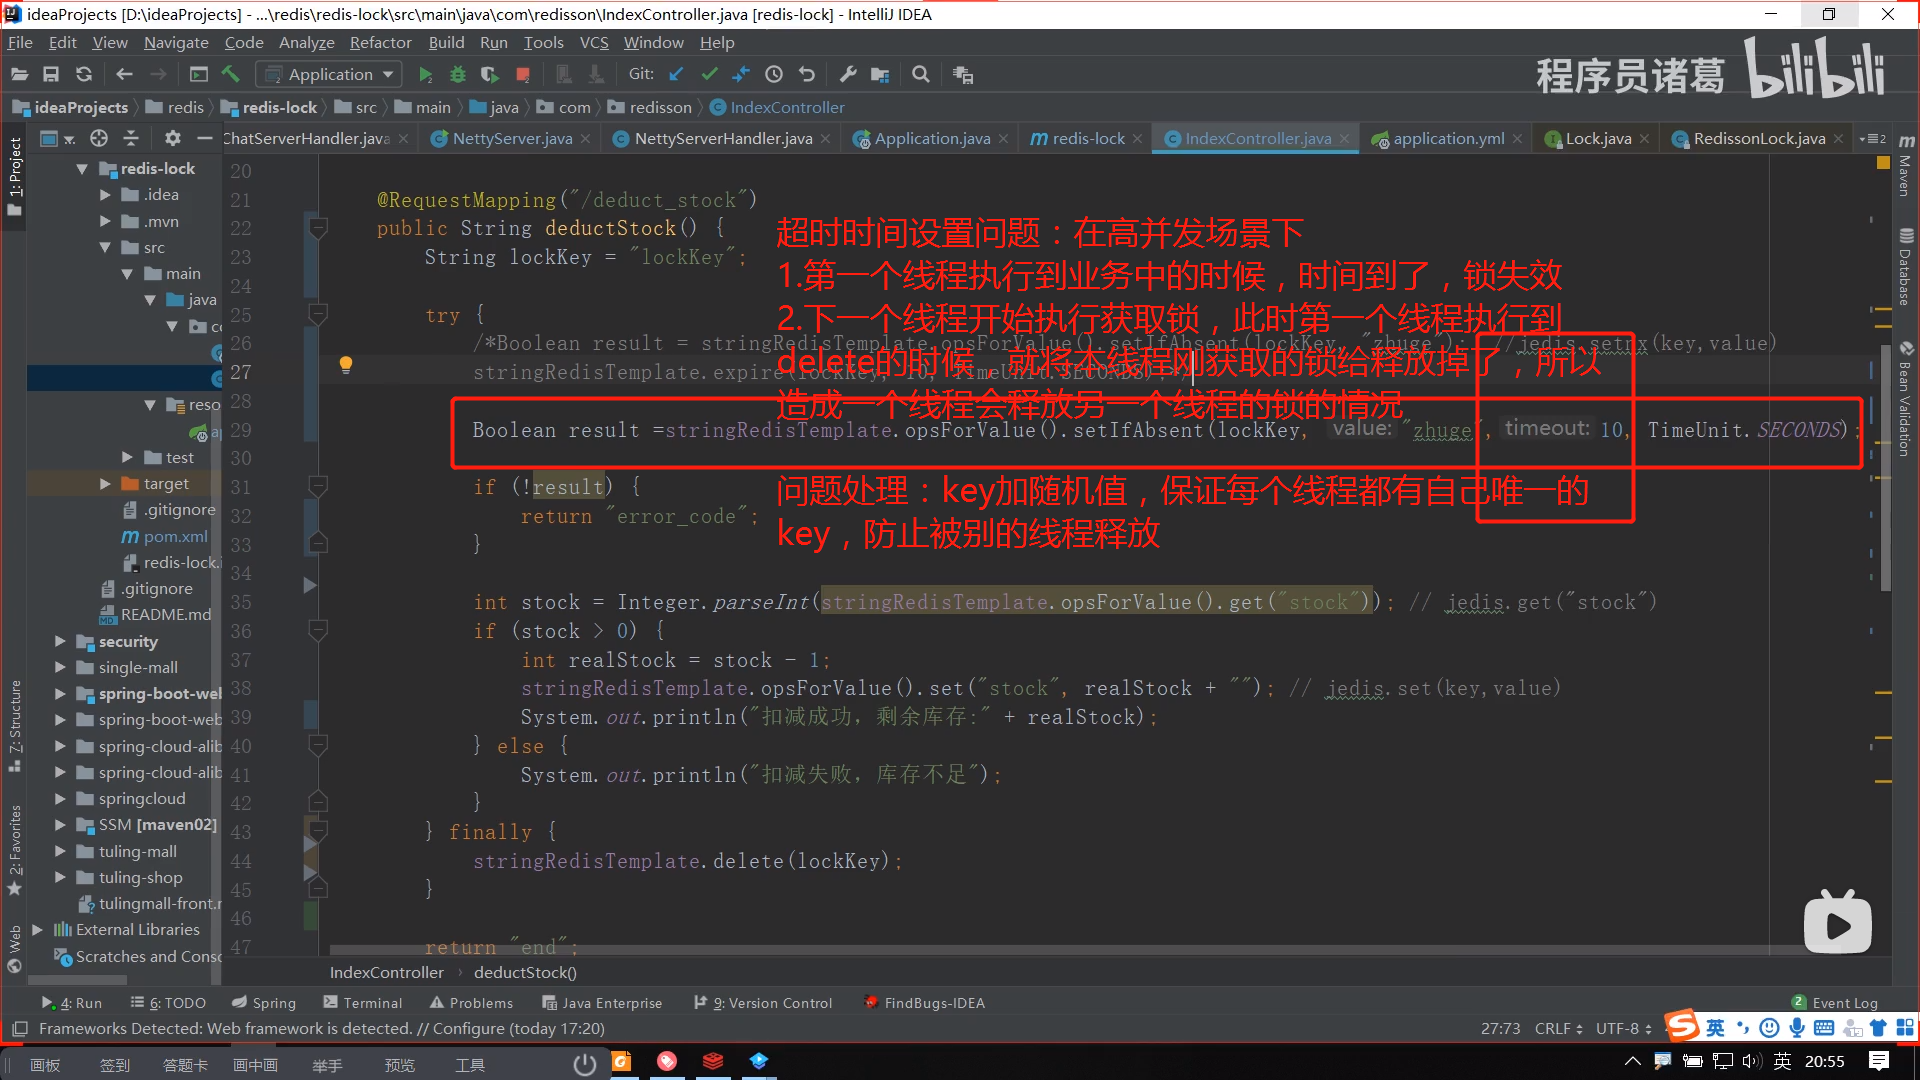 ideaProjects [D:\ideaProjects] - ...\redis\redis-lock\src\main\java\com\redisson\IndexController.java [redis-lock] - IntelliJ IDEA
File Edit View Navigate Code Analyze Refactor Build Run Tools VCS Window Help
Application Git:
程序员诸葛 bilibili
ideaProjects redis redis-lock src main java com redisson IndexController
ChatServerHandler.java NettyServer.java NettyServerHandler.java Application.java redis-lock IndexController.java application.yml Lock.java RedissonLock.java
1: Project
7: Structure
2: Favorites
Web
redis-lock
.idea
.mvn
src
main
java
test
target
.gitignore
pom.xml
.gitignore
README.md
security
single-mall
spring-boot-web
spring-boot-web
spring-cloud-alib
spring-cloud-alib
springcloud
SSM [maven02]
tuling-mall
tuling-shop
External Libraries
20
21 @RequestMapping("/deduct_stock")
22 public String deductStock() {
23 String lockKey = "lockKey";
24
25 try {
26 /*Boolean result = stringRedisTemplate.opsForValue().setIfAbsent(lockKey, "zhuge"); //jedis.setnx(key,value)
27 stringRedisTemplate.expire(lockKey, 10, TimeUnit.SECONDS);*/
28
29 Boolean result =stringRedisTemplate.opsForValue().setIfAbsent(lockKey, value: "zhuge", timeout: 10, TimeUnit.SECONDS);
30
31 if (!result) {
32 return "error_code";
33 }
34
35 int stock = Integer.parseInt(stringRedisTemplate.opsForValue().get("stock")); // jedis.get("stock")
36 if (stock > 0) {
37 int realStock = stock - 1;
38 stringRedisTemplate.opsForValue().set("stock", realStock + ""); // jedis.set(key,value)
39 System.out.println("扣减成功，剩余库存:" + realStock);
40 } else {
41 System.out.println("扣减失败，库存不足");
42 }
43 } finally {
44 stringRedisTemplate.delete(lockKey);
45 }
46
47 return "end";
超时时间设置问题：在高并发场景下
1.第一个线程执行到业务中的时候，时间到了，锁失效
2.下一个线程开始执行获取锁，此时第一个线程执行到
delete的时候，就将本线程刚获取的锁给释放掉了，所以
造成一个线程会释放另一个线程的锁的情况
问题处理：key加随机值，保证每个线程都有自己唯一的
key，防止被别的线程释放
Maven
Database
Bean Validation
IndexController deductStock()
4: Run 6: TODO Spring Terminal Problems Java Enterprise 9: Version Control FindBugs-IDEA 2 Event Log
Frameworks Detected: Web framework is detected. // Configure (today 17:20) 27:73 CRLF UTF-8 英
画板 签到 答题卡 画中画 举手 预览 工具 英 20:55